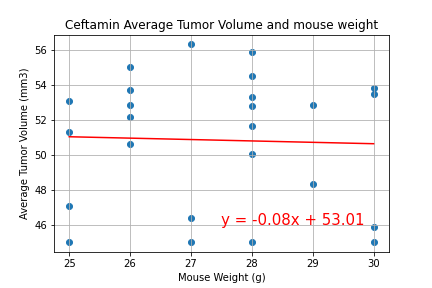 Ceftamin Average Tumor Volume and mouse weight
Average Tumor Volume (mm3)
56
54
52
50
48
46
y = -0.08x + 53.01
25 26 27 28 29 30
Mouse Weight (g)